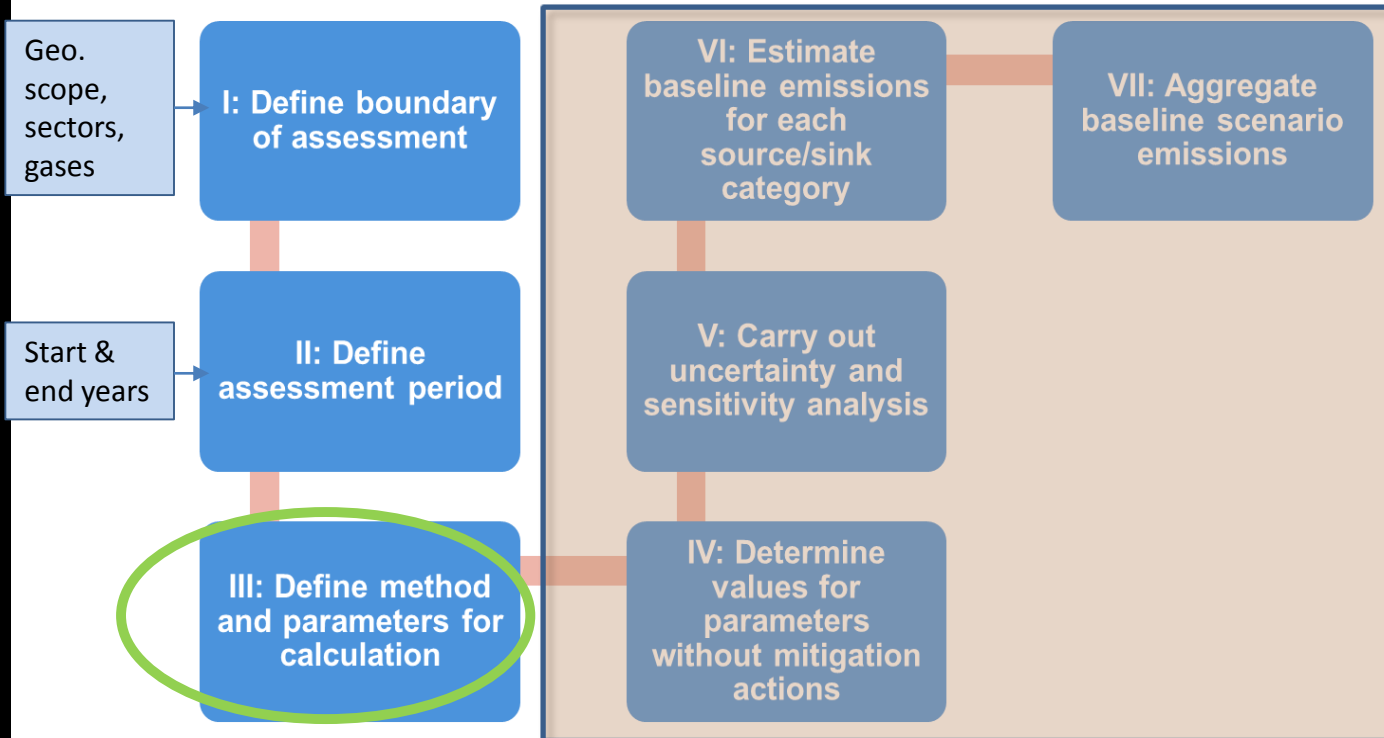 Geo.
scope,
sectors,
gases
I: Define boundary
of assessment
Start &
end years
II: Define
assessment period
III: Define method
and parameters for
calculation
IV: Determine
values for
parameters
without mitigation
actions
V: Carry out
uncertainty and
sensitivity analysis
VI: Estimate
baseline emissions
for each
source/sink
category
VII: Aggregate
baseline scenario
emissions